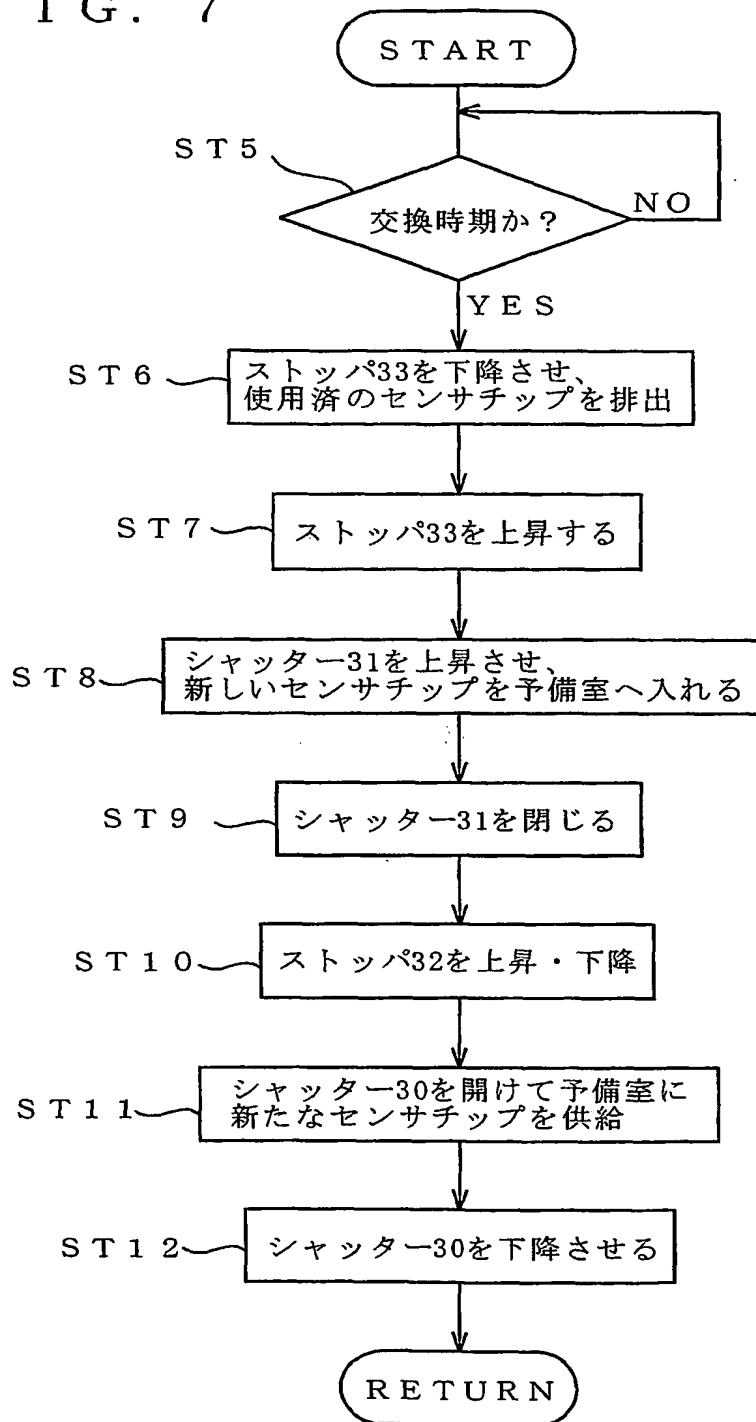 IG. 7
START
ST5
交換時期か？
NO
YES
ST6
ストッパ33を下降させ、
使用済のセンサチップを排出
ST7
ストッパ33を上昇する
ST8
シャッター31を上昇させ、
新しいセンサチップを予備室へ入れる
ST9
シャッター31を閉じる
ST10
ストッパ32を上昇・下降
ST11
シャッター30を開けて予備室に
新たなセンサチップを供給
ST12
シャッター30を下降させる
RETURN